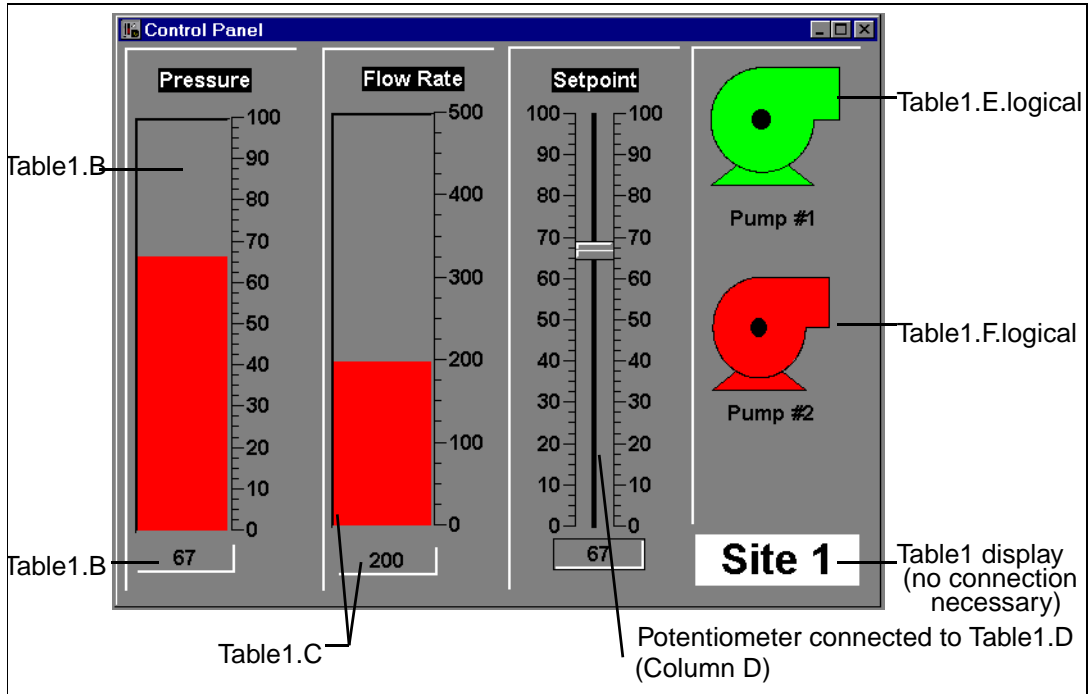 Control Panel
Pressure
100
90
80
70
60
50
40
30
20
10
0
67
Flow Rate
500
400
300
200
100
0
200
Setpoint
100 100
90 90
80 80
70 70
60 60
50 50
40 40
30 30
20 20
10 10
0 0
67
Pump #1
Pump #2
Site 1
Table1.B
Table1.B
Table1.C
Table1.E.logical
Table1.F.logical
Table1 display
(no connection
necessary)
Potentiometer connected to Table1.D
(Column D)